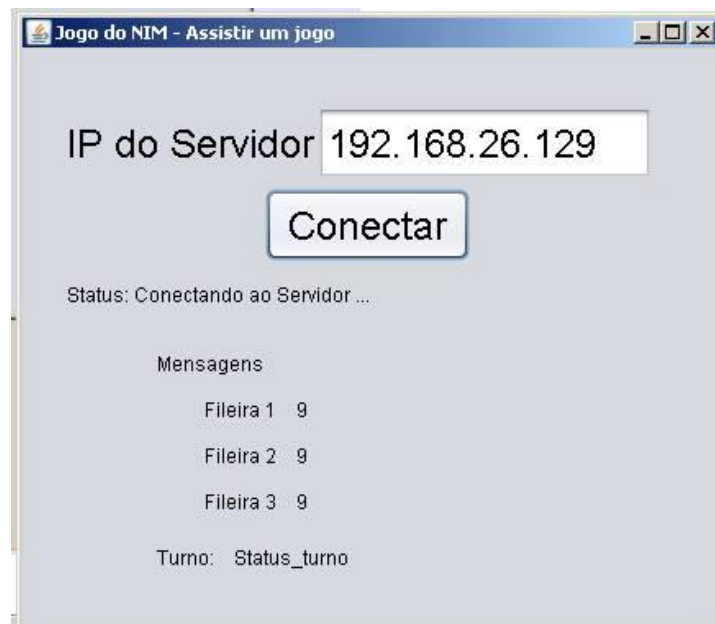 Jogo do NIM - Assistir um jogo
IP do Servidor 192.168.26.129
Conectar
Status: Conectando ao Servidor ...
Mensagens
Fileira 1 9
Fileira 2 9
Fileira 3 9
Turno: Status_turno